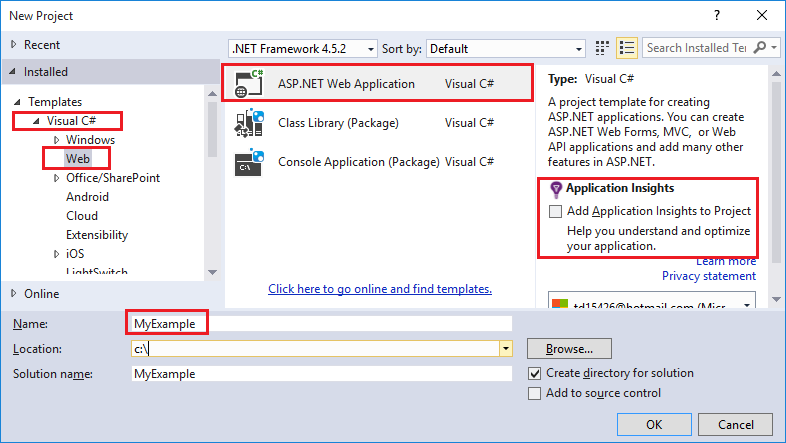 New Project
? ×
Recent
.NET Framework 4.5.2 Sort by: Default
Search Installed Te
Installed
Templates
Visual C#
Windows
Web
Office/SharePoint
Android
Cloud
Extensibility
iOS
LightSwitch
Online
C#
ASP.NET Web Application Visual C#
Class Library (Package) Visual C#
C:\
Console Application (Package) Visual C#
Click here to go online and find templates.
Type: Visual C#
A project template for creating
ASP.NET applications. You can create
ASP.NET Web Forms, MVC, or Web
API applications and add many other
features in ASP.NET.
Application Insights
Add Application Insights to Project
Help you understand and optimize
your application.
Learn more
Privacy statement
td15426@hotmail.com (Micr
Name: MyExample
Location: c:\
Browse...
Solution name: MyExample
Create directory for solution
Add to source control
OK Cancel